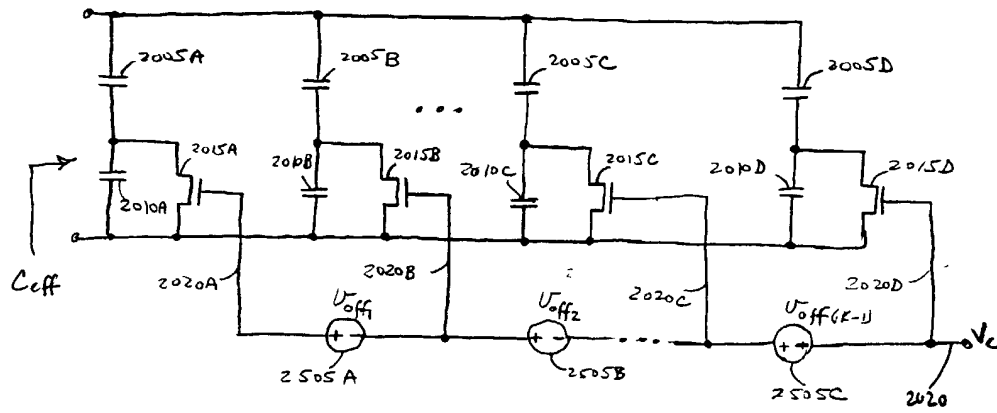 2005A
2005B
2005C
2005D
• • •
2015A
2010B
2015B
2010C
2015C
2010D
2015D
2010A
Ceff
2020A
2020B
2020C
2020D
Voff1
Voff2
Voff(K-1)
Vc
+ -
+ -
+ -
2505A
2505B
2505C
2020